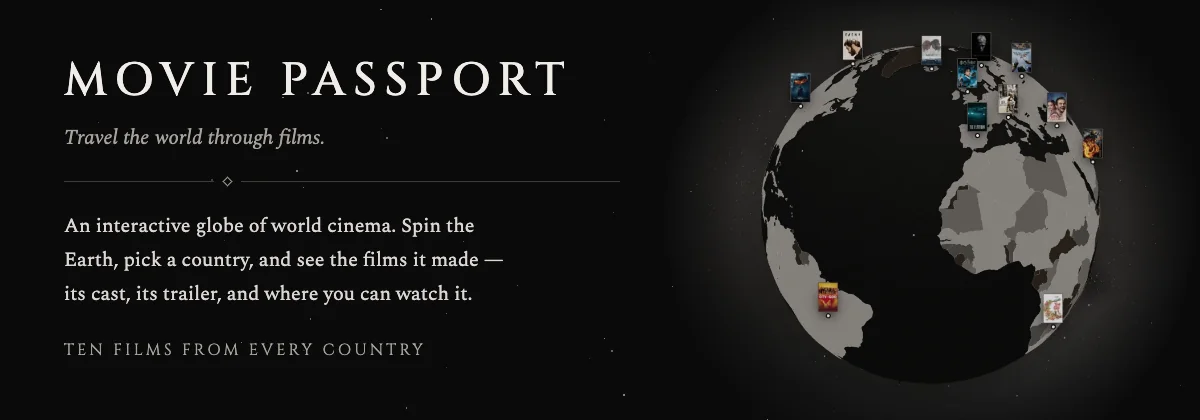 MOVIE PASSPORT
Travel the world through films.
An interactive globe of world cinema. Spin the
Earth, pick a country, and see the films it made —
its cast, its trailer, and where you can watch it.
TEN FILMS FROM EVERY COUNTRY